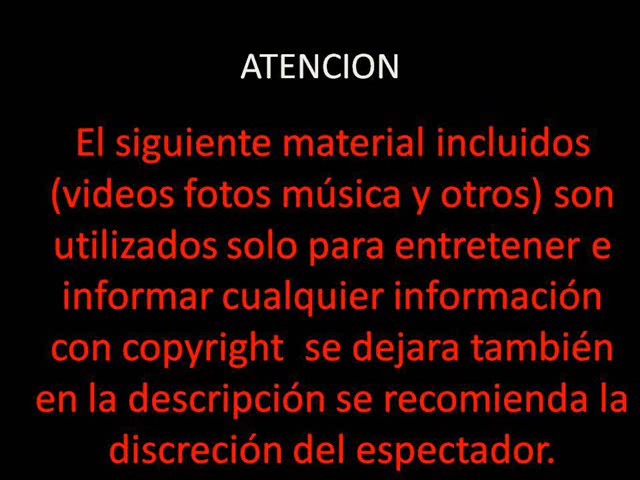 ATENCION
El siguiente material incluidos
(videos fotos música y otros) son
utilizados solo para entretener e
informar cualquier información
con copyright  se dejara también
en la descripción se recomienda la
discreción del espectador.